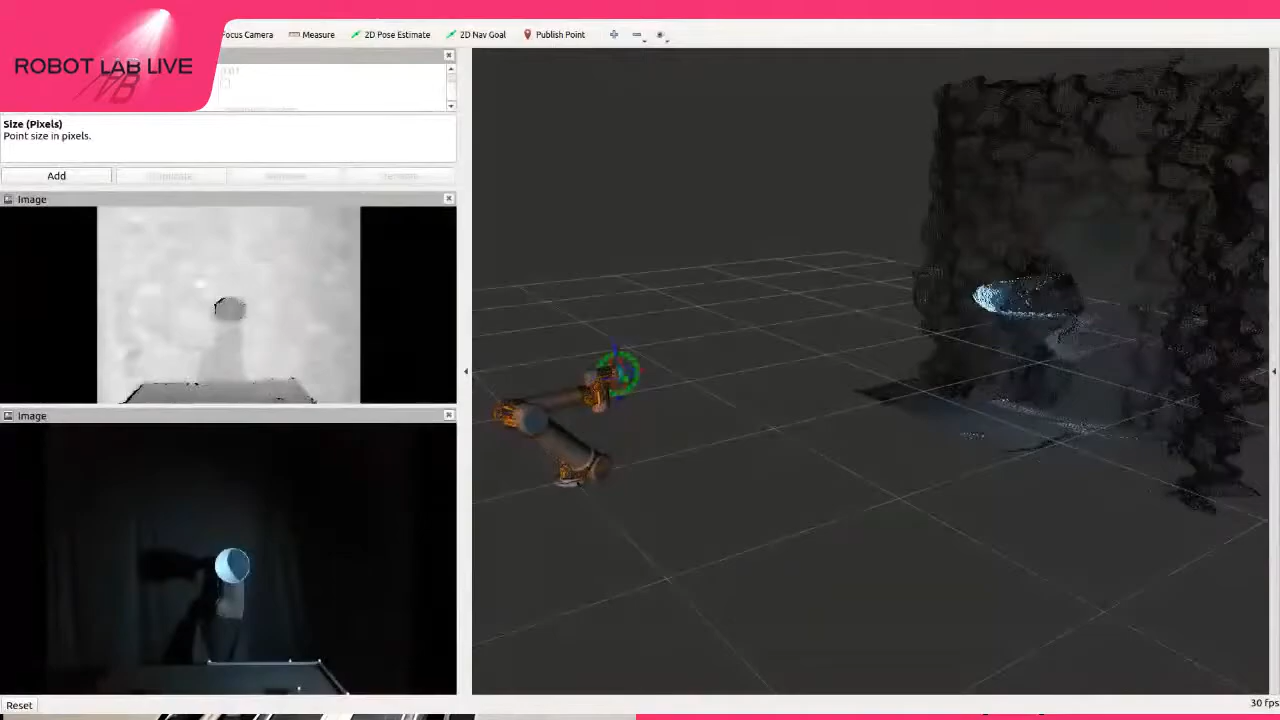 ROBOT LAB LIVE
Focus Camera Measure 2D Pose Estimate 2D Nav Goal Publish Point
Size (Pixels)
Point size in pixels.
Add
Image
Image
Reset
30 fps